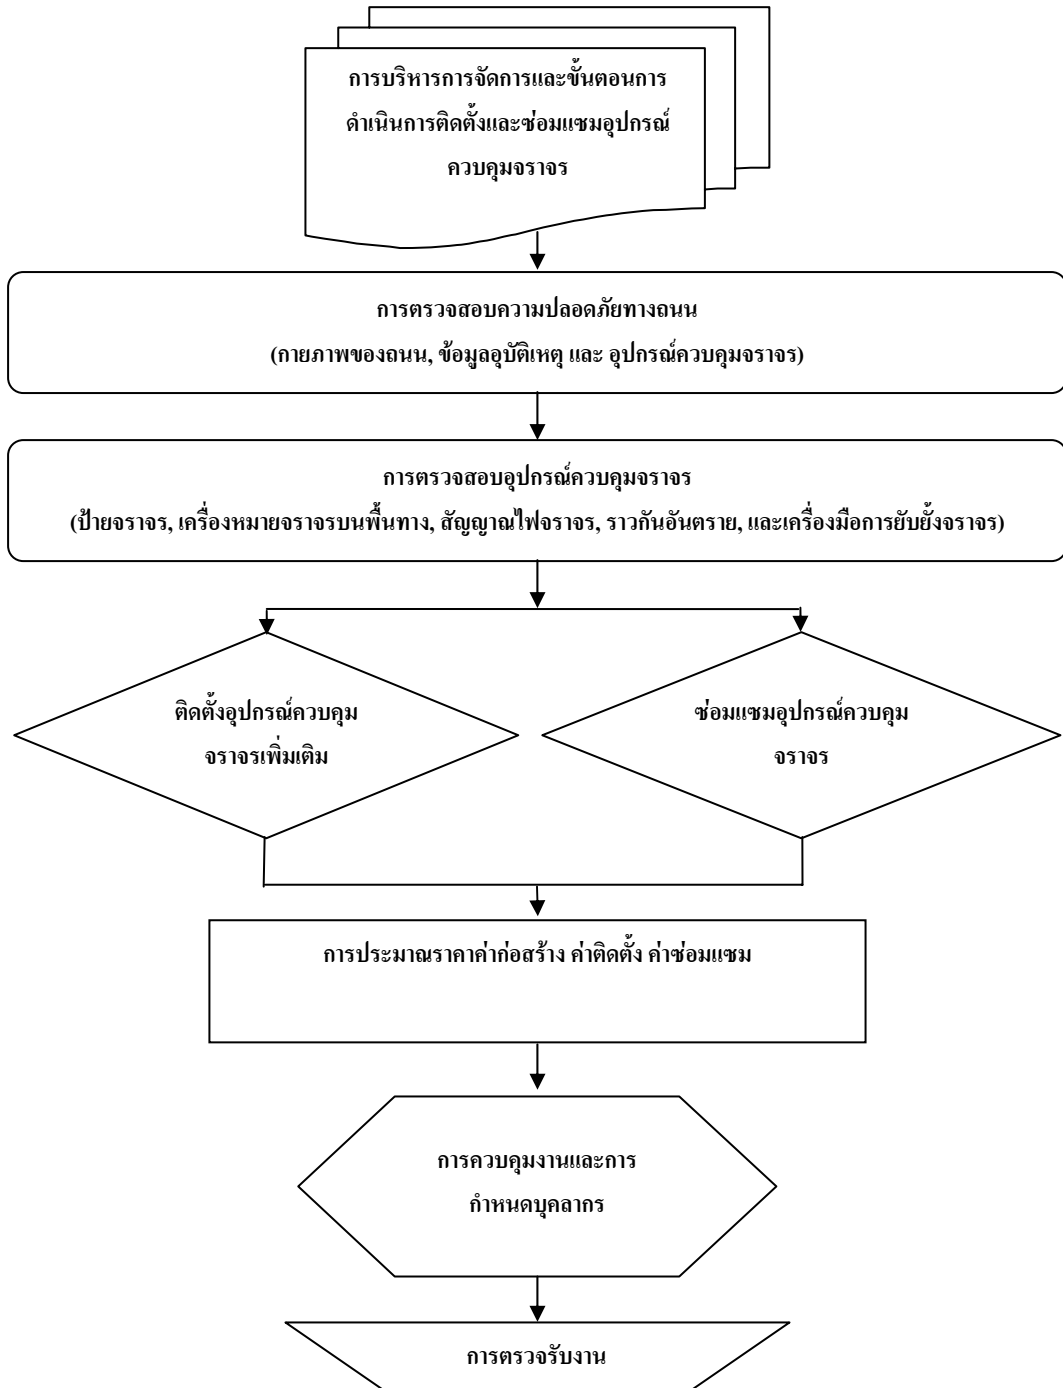 การบริหารการจัดการและขั้นตอนการ
ดำเนินการติดตั้งและซ่อมแซมอุปกรณ์
ควบคุมจราจร
การตรวจสอบความปลอดภัยทางถนน
(กายภาพของถนน, ข้อมูลอุบัติเหตุ และ อุปกรณ์ควบคุมจราจร)
การตรวจสอบอุปกรณ์ควบคุมจราจร
(ป้ายจราจร, เครื่องหมายจราจรบนพื้นทาง, สัญญาณไฟจราจร, ราวกันอันตราย, และเครื่องมือการยับยั้งจราจร)
ติดตั้งอุปกรณ์ควบคุม
จราจรเพิ่มเติม
ซ่อมแซมอุปกรณ์ควบคุม
จราจร
การประมาณราคาค่าก่อสร้าง ค่าติดตั้ง ค่าซ่อมแซม
การควบคุมงานและการ
กำหนดบุคลากร
การตรวจรับงาน